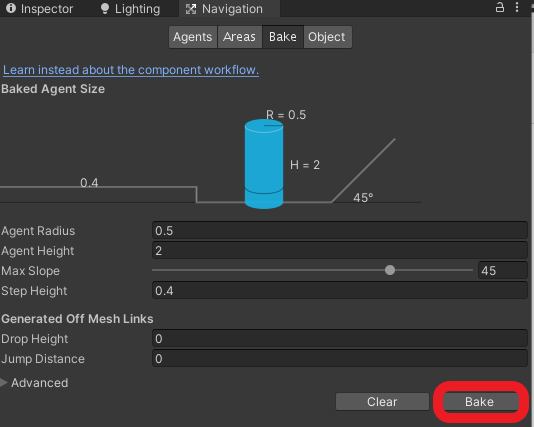 Inspector Lighting Navigation
Agents Areas Bake Object
Learn instead about the component workflow.
Baked Agent Size
R = 0.5
H = 2
0.4
45°
Agent Radius 0.5
Agent Height 2
Max Slope 45
Step Height 0.4
Generated Off Mesh Links
Drop Height 0
Jump Distance 0
Advanced
Clear Bake